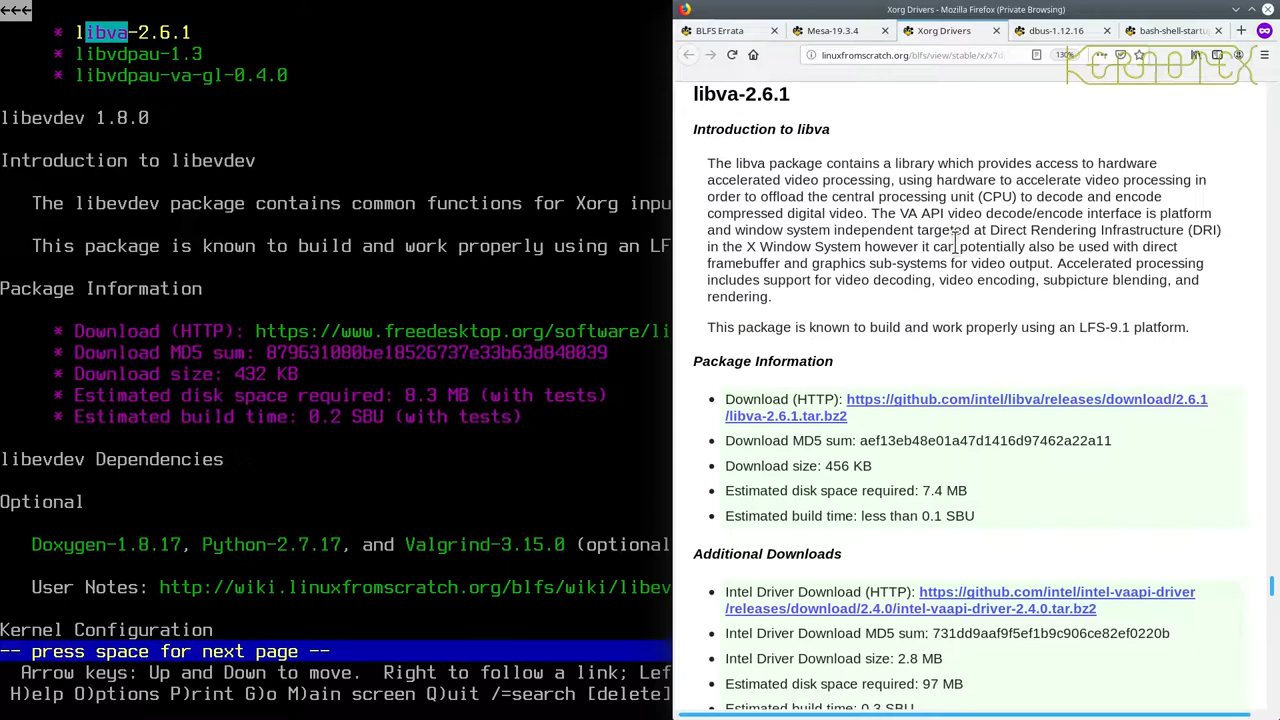 ←←←
* libva-2.6.1
* libvdpau-1.3
* libvdpau-va-gl-0.4.0
libevdev 1.8.0
Introduction to libevdev
The libevdev package contains common functions for Xorg inpu
This package is known to build and work properly using an LF
Package Information
* Download (HTTP): https://www.freedesktop.org/software/li
* Download MD5 sum: 879631080be18526737e33b63d848039
* Download size: 432 KB
* Estimated disk space required: 8.3 MB (with tests)
* Estimated build time: 0.2 SBU (with tests)
libevdev Dependencies
Optional
Doxygen-1.8.17, Python-2.7.17, and Valgrind-3.15.0 (optional
User Notes: http://wiki.linuxfromscratch.org/blfs/wiki/libev
Kernel Configuration
-- press space for next page --
Arrow keys: Up and Down to move.  Right to follow a link; Lef
H)elp O)ptions P)rint G)o M)ain screen Q)uit /=search [delete]
Xorg Drivers - Mozilla Firefox (Private Browsing)
BLFS Errata
Mesa-19.3.4
Xorg Drivers
dbus-1.12.16
bash-shell-startu
linuxfromscratch.org/blfs/view/stable/x/x7d
130%
libva-2.6.1
Introduction to libva
The libva package contains a library which provides access to hardware
accelerated video processing, using hardware to accelerate video processing in
order to offload the central processing unit (CPU) to decode and encode
compressed digital video. The VA API video decode/encode interface is platform
and window system independent targeted at Direct Rendering Infrastructure (DRI)
in the X Window System however it can potentially also be used with direct
framebuffer and graphics sub-systems for video output. Accelerated processing
includes support for video decoding, video encoding, subpicture blending, and
rendering.
This package is known to build and work properly using an LFS-9.1 platform.
Package Information
• Download (HTTP): https://github.com/intel/libva/releases/download/2.6.1
/libva-2.6.1.tar.bz2
• Download MD5 sum: aef13eb48e01a47d1416d97462a22a11
• Download size: 456 KB
• Estimated disk space required: 7.4 MB
• Estimated build time: less than 0.1 SBU
Additional Downloads
• Intel Driver Download (HTTP): https://github.com/intel/intel-vaapi-driver
/releases/download/2.4.0/intel-vaapi-driver-2.4.0.tar.bz2
• Intel Driver Download MD5 sum: 731dd9aaf9f5ef1b9c906ce82ef0220b
• Intel Driver Download size: 2.8 MB
• Estimated disk space required: 97 MB
• Estimated build time: 0.3 SBU